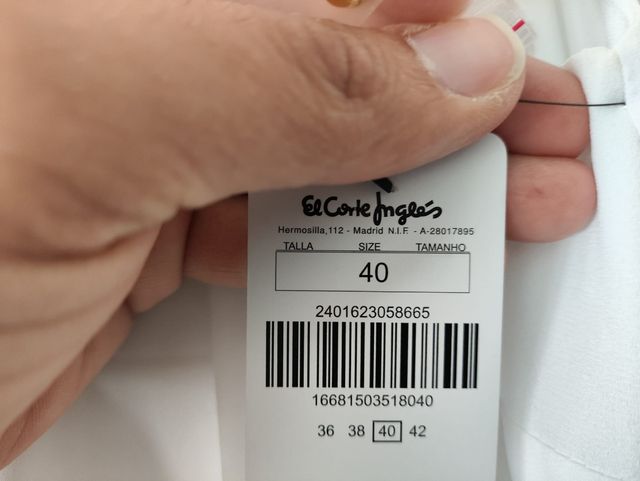 El Corte Inglés
Hermosilla,112 - Madrid N.I.F. - A-28017895
TALLA SIZE TAMANHO
40
2401623058665
16681503518040
36 38 40 42